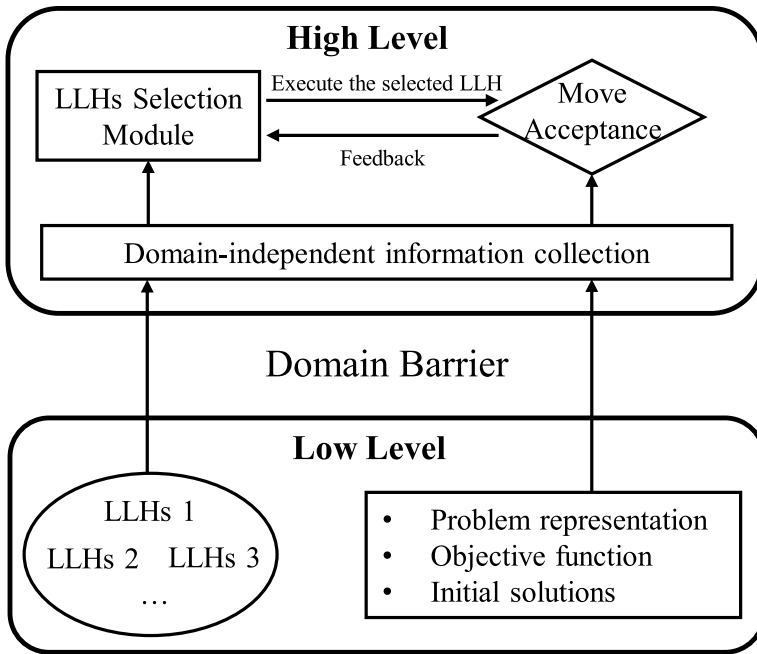 High Level
LLHs Selection
Module
Execute the selected LLH
Feedback
Move
Acceptance
Domain-independent information collection
Domain Barrier
Low Level
LLHs 1
LLHs 2 LLHs 3
…
• Problem representation
• Objective function
• Initial solutions